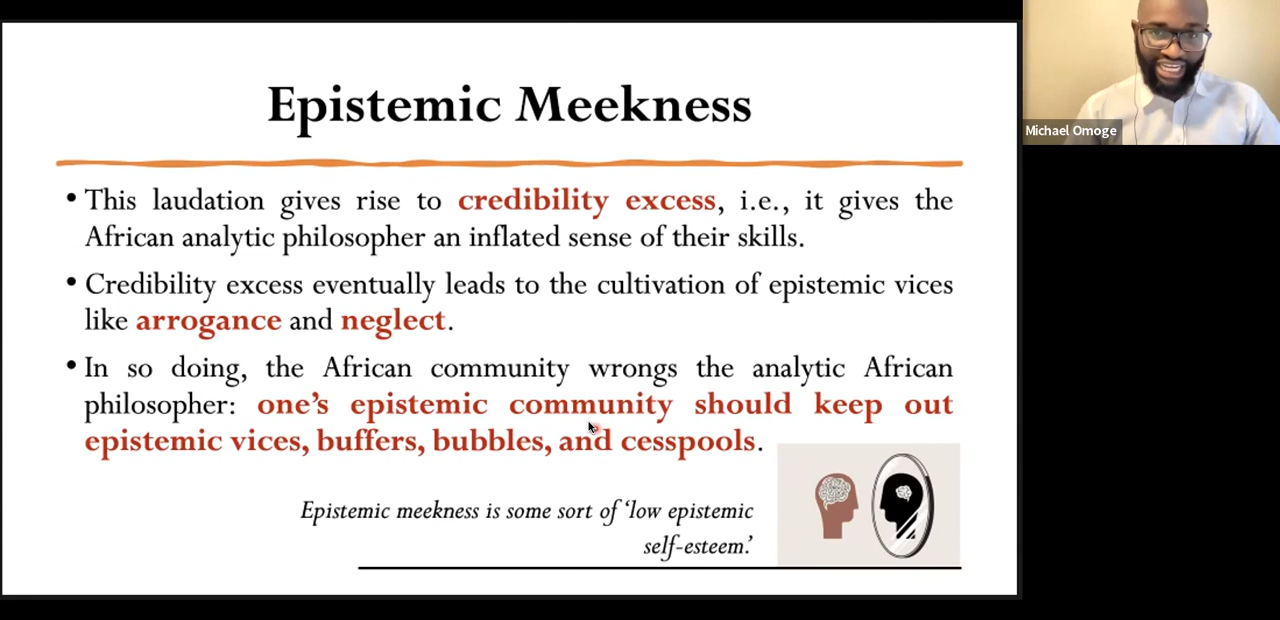 Epistemic Meekness
• This laudation gives rise to credibility excess, i.e., it gives the
African analytic philosopher an inflated sense of their skills.
• Credibility excess eventually leads to the cultivation of epistemic vices
like arrogance and neglect.
• In so doing, the African community wrongs the analytic African
philosopher: one’s epistemic community should keep out
epistemic vices, buffers, bubbles, and cesspools.
Epistemic meekness is some sort of ‘low epistemic
self-esteem.’
Michael Omoge